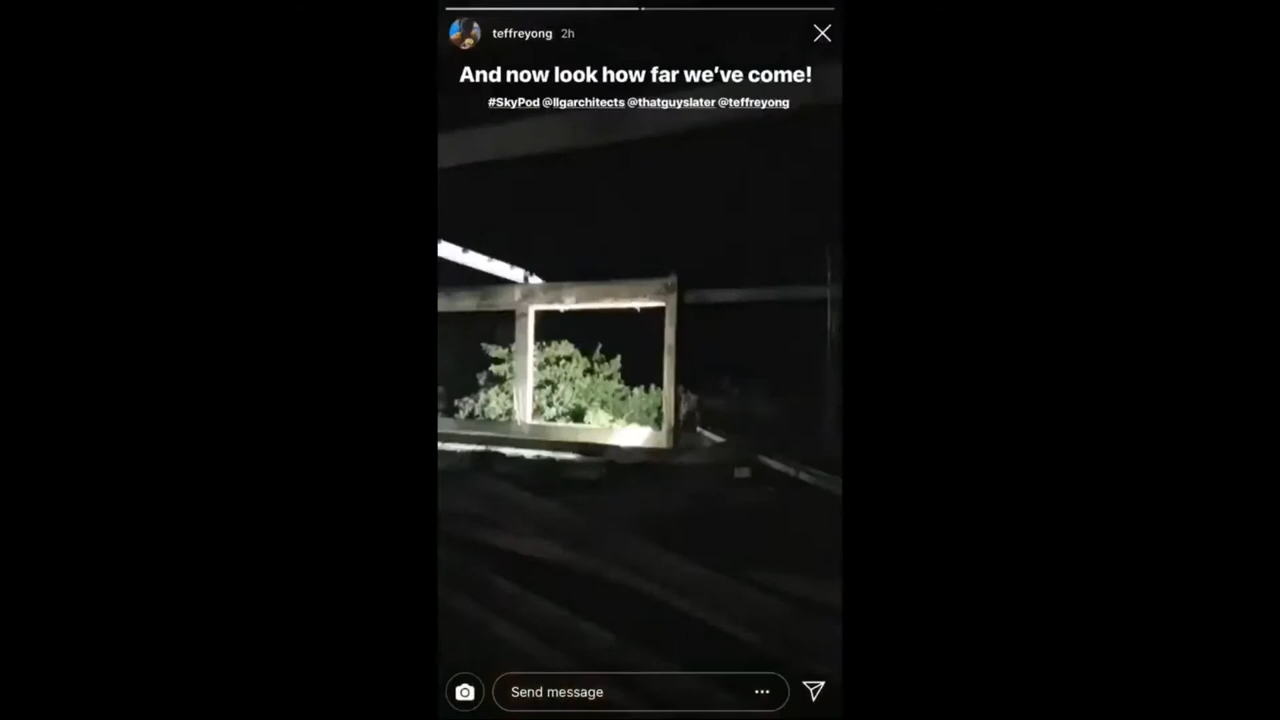 teffreyong 2h
And now look how far we've come!
#SkyPod @llgarchitects @thatguyslater @teffreyong
Send message